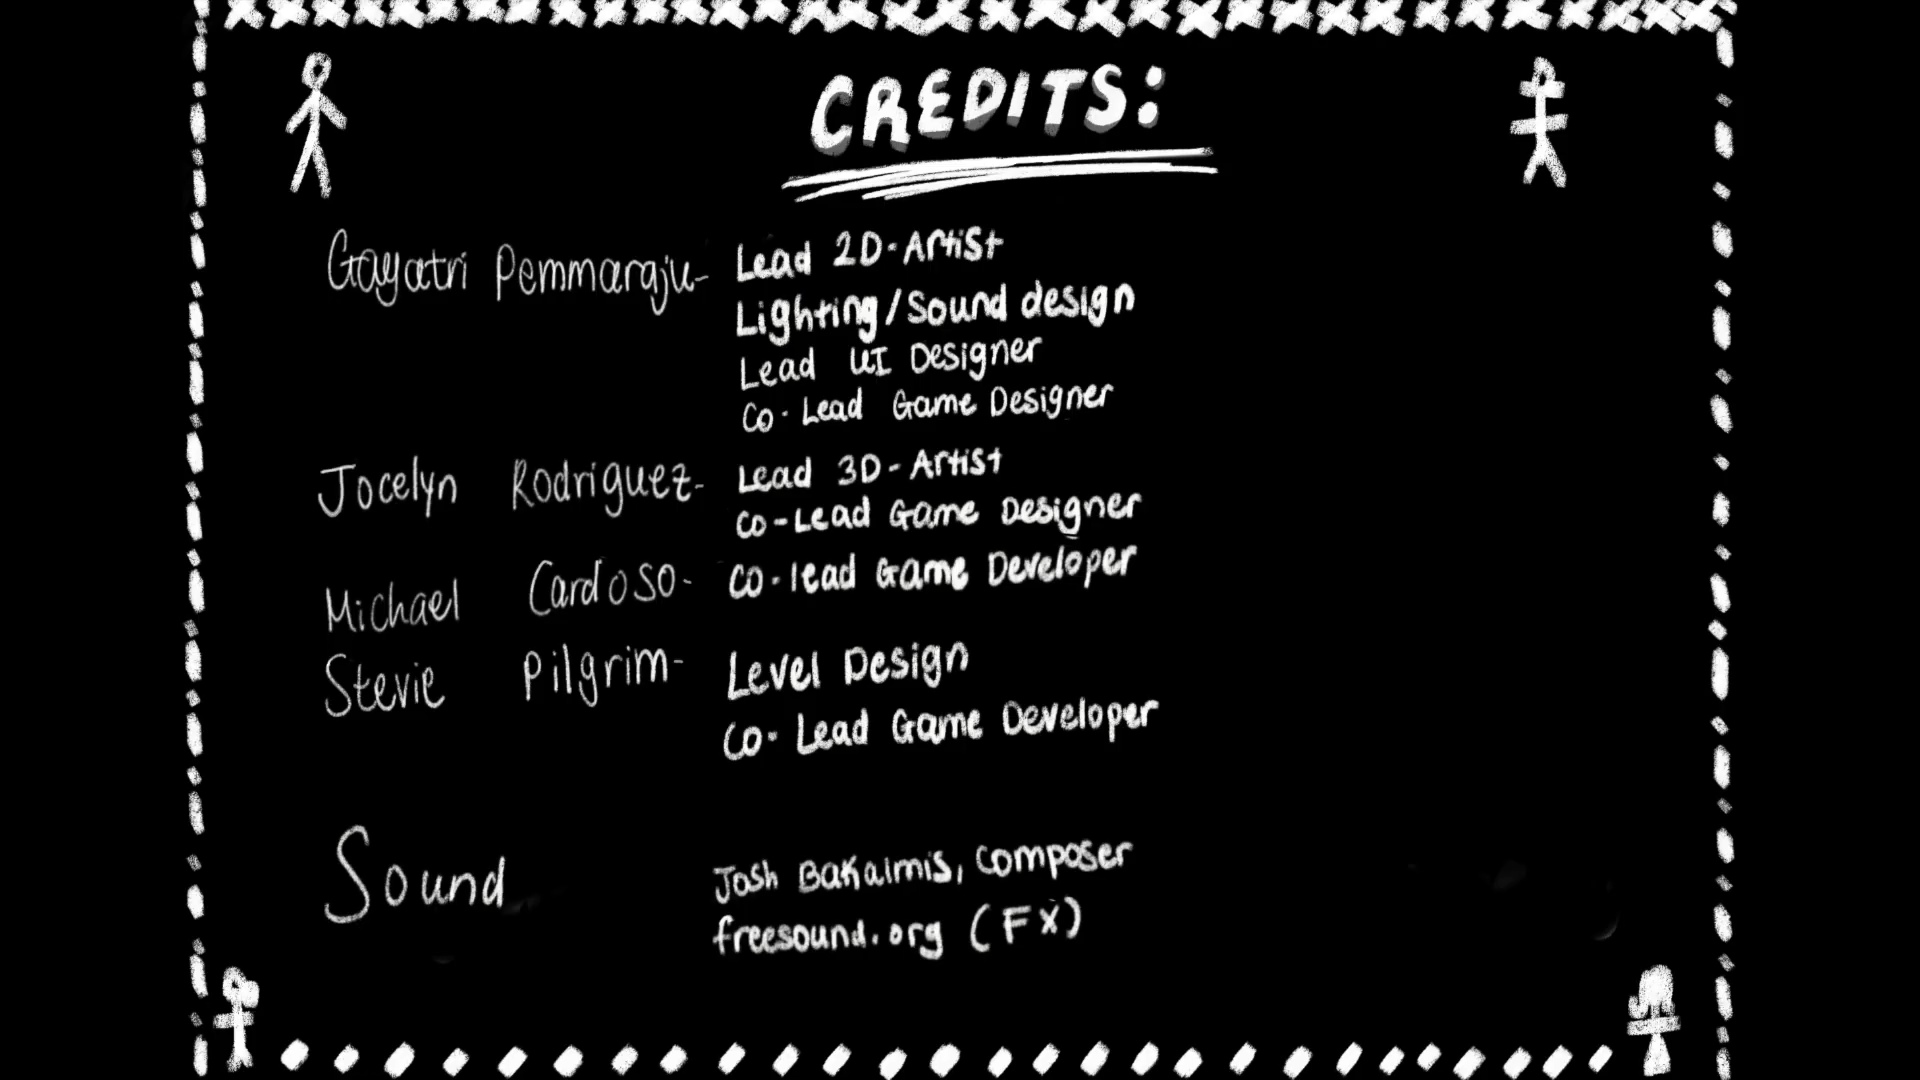 CREDITS:
Gayatri Pemmaraju- Lead 2D-Artist
Lighting/Sound design
Lead UI Designer
Co-Lead Game Designer
Jocelyn Rodriguez- Lead 3D-Artist
Co-Lead Game Designer
Michael Cardoso- Co-lead Game Developer
Stevie Pilgrim- Level Design
Co-Lead Game Developer
Sound Josh Bakalmis, Composer
freesound.org (FX)